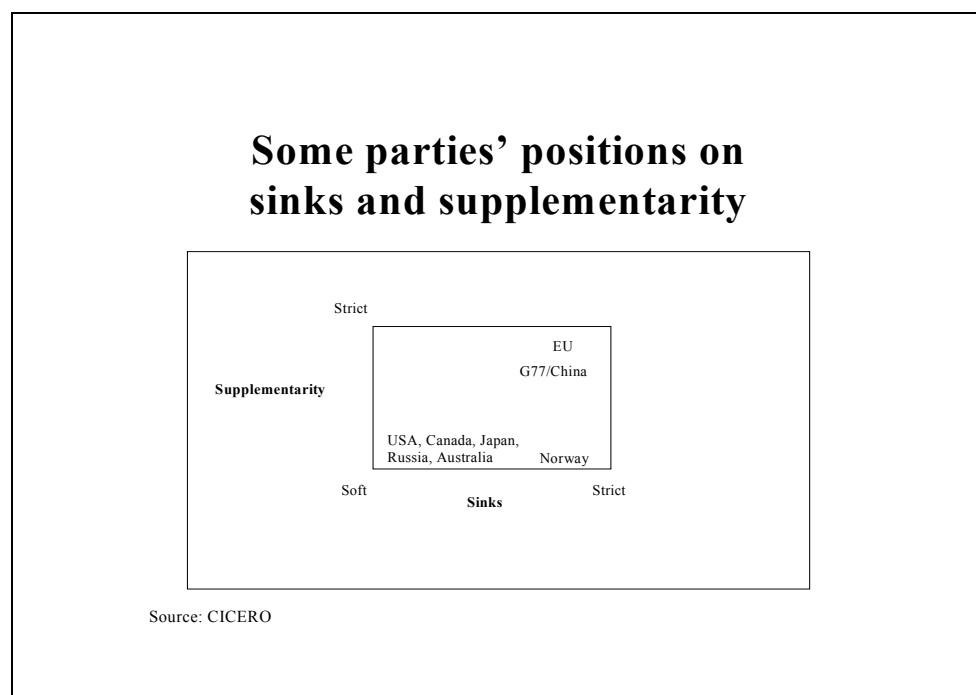 Some parties’ positions on
sinks and supplementarity
Strict
EU
G77/China
Supplementarity
USA, Canada, Japan,
Russia, Australia Norway
Soft Strict
Sinks
Source: CICERO